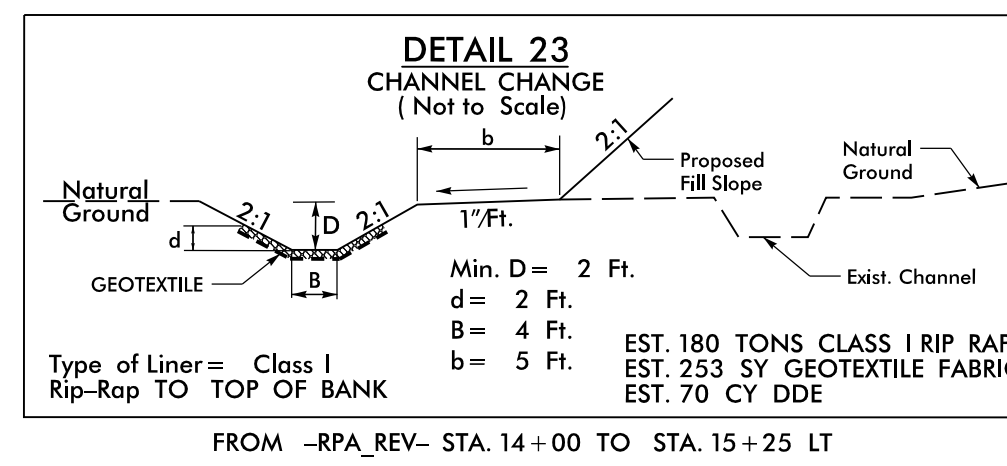 DETAIL 23
CHANNEL CHANGE
( Not to Scale)
b
2:1
Proposed
Fill Slope
Natural
Ground
Natural
Ground
2:1
D
2:1
1"/Ft.
d
GEOTEXTILE
B
Exist. Channel
Min. D = 2 Ft.
d = 2 Ft.
B = 4 Ft.
b = 5 Ft.
Type of Liner = Class I
Rip-Rap TO TOP OF BANK
EST. 180 TONS CLASS I RIP RAP
EST. 253 SY GEOTEXTILE FABRIC
EST. 70 CY DDE
FROM -RPA_REV- STA. 14+00 TO STA. 15+25 LT